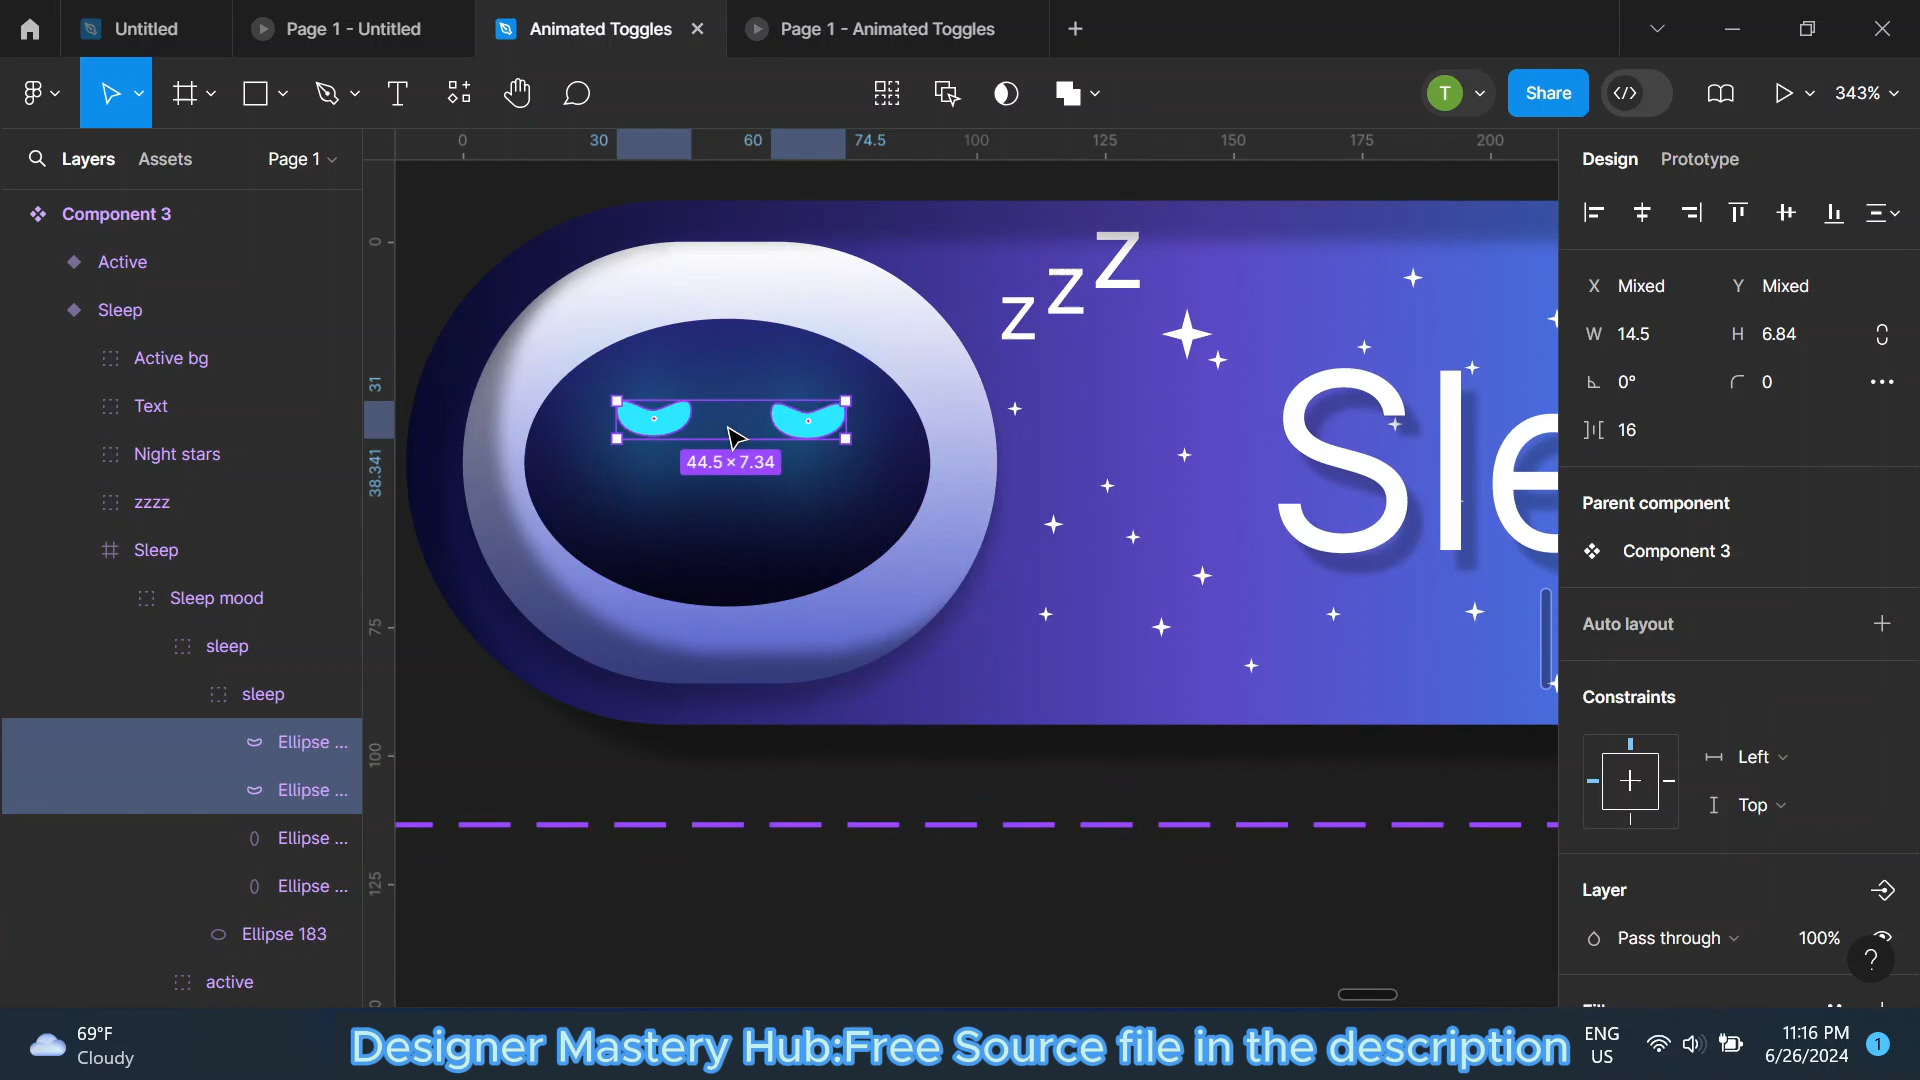 Untitled
Page 1 - Untitled
Animated Toggles
Page 1 - Animated Toggles
T
Share
343%
Layers
Assets
Page 1
0
30
60
74.5
100
125
150
175
200
Design
Prototype
Component 3
Active
Sleep
Active bg
Text
Night stars
zzzz
Sleep
Sleep mood
sleep
sleep
Ellipse ...
Ellipse ...
Ellipse ...
Ellipse ...
Ellipse 183
active
0
31
38.341
75
100
125
z z z
Sle
44.5 × 7.34
X Mixed
Y Mixed
W 14.5
H 6.84
0°
0
16
Parent component
Component 3
Auto layout
Constraints
Left
Top
Layer
Pass through
100%
?
69°F
Cloudy
Designer Mastery Hub:Free Source file in the description
ENG
US
11:16 PM
6/26/2024
1